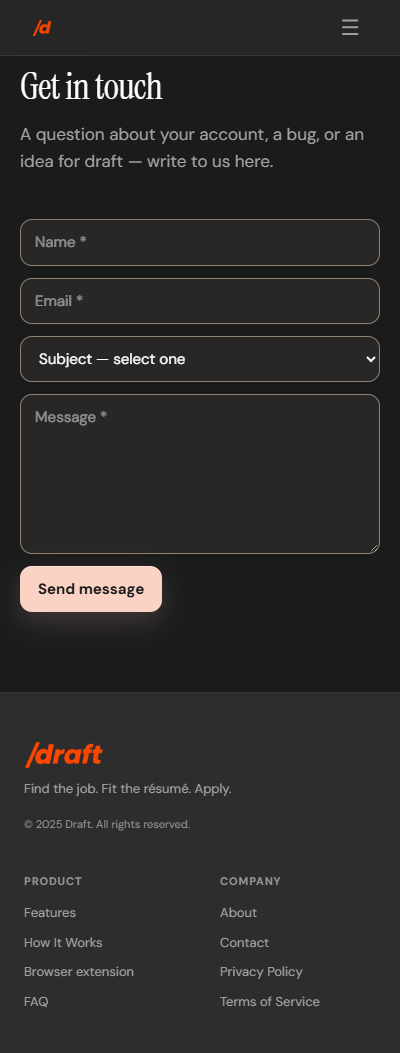 /d
Get in touch
A question about your account, a bug, or an
idea for draft — write to us here.
Name *
Email *
Subject — select one
Message *
Send message
/draft
Find the job. Fit the résumé. Apply.
© 2025 Draft. All rights reserved.
PRODUCT
Features
How It Works
Browser extension
FAQ
COMPANY
About
Contact
Privacy Policy
Terms of Service